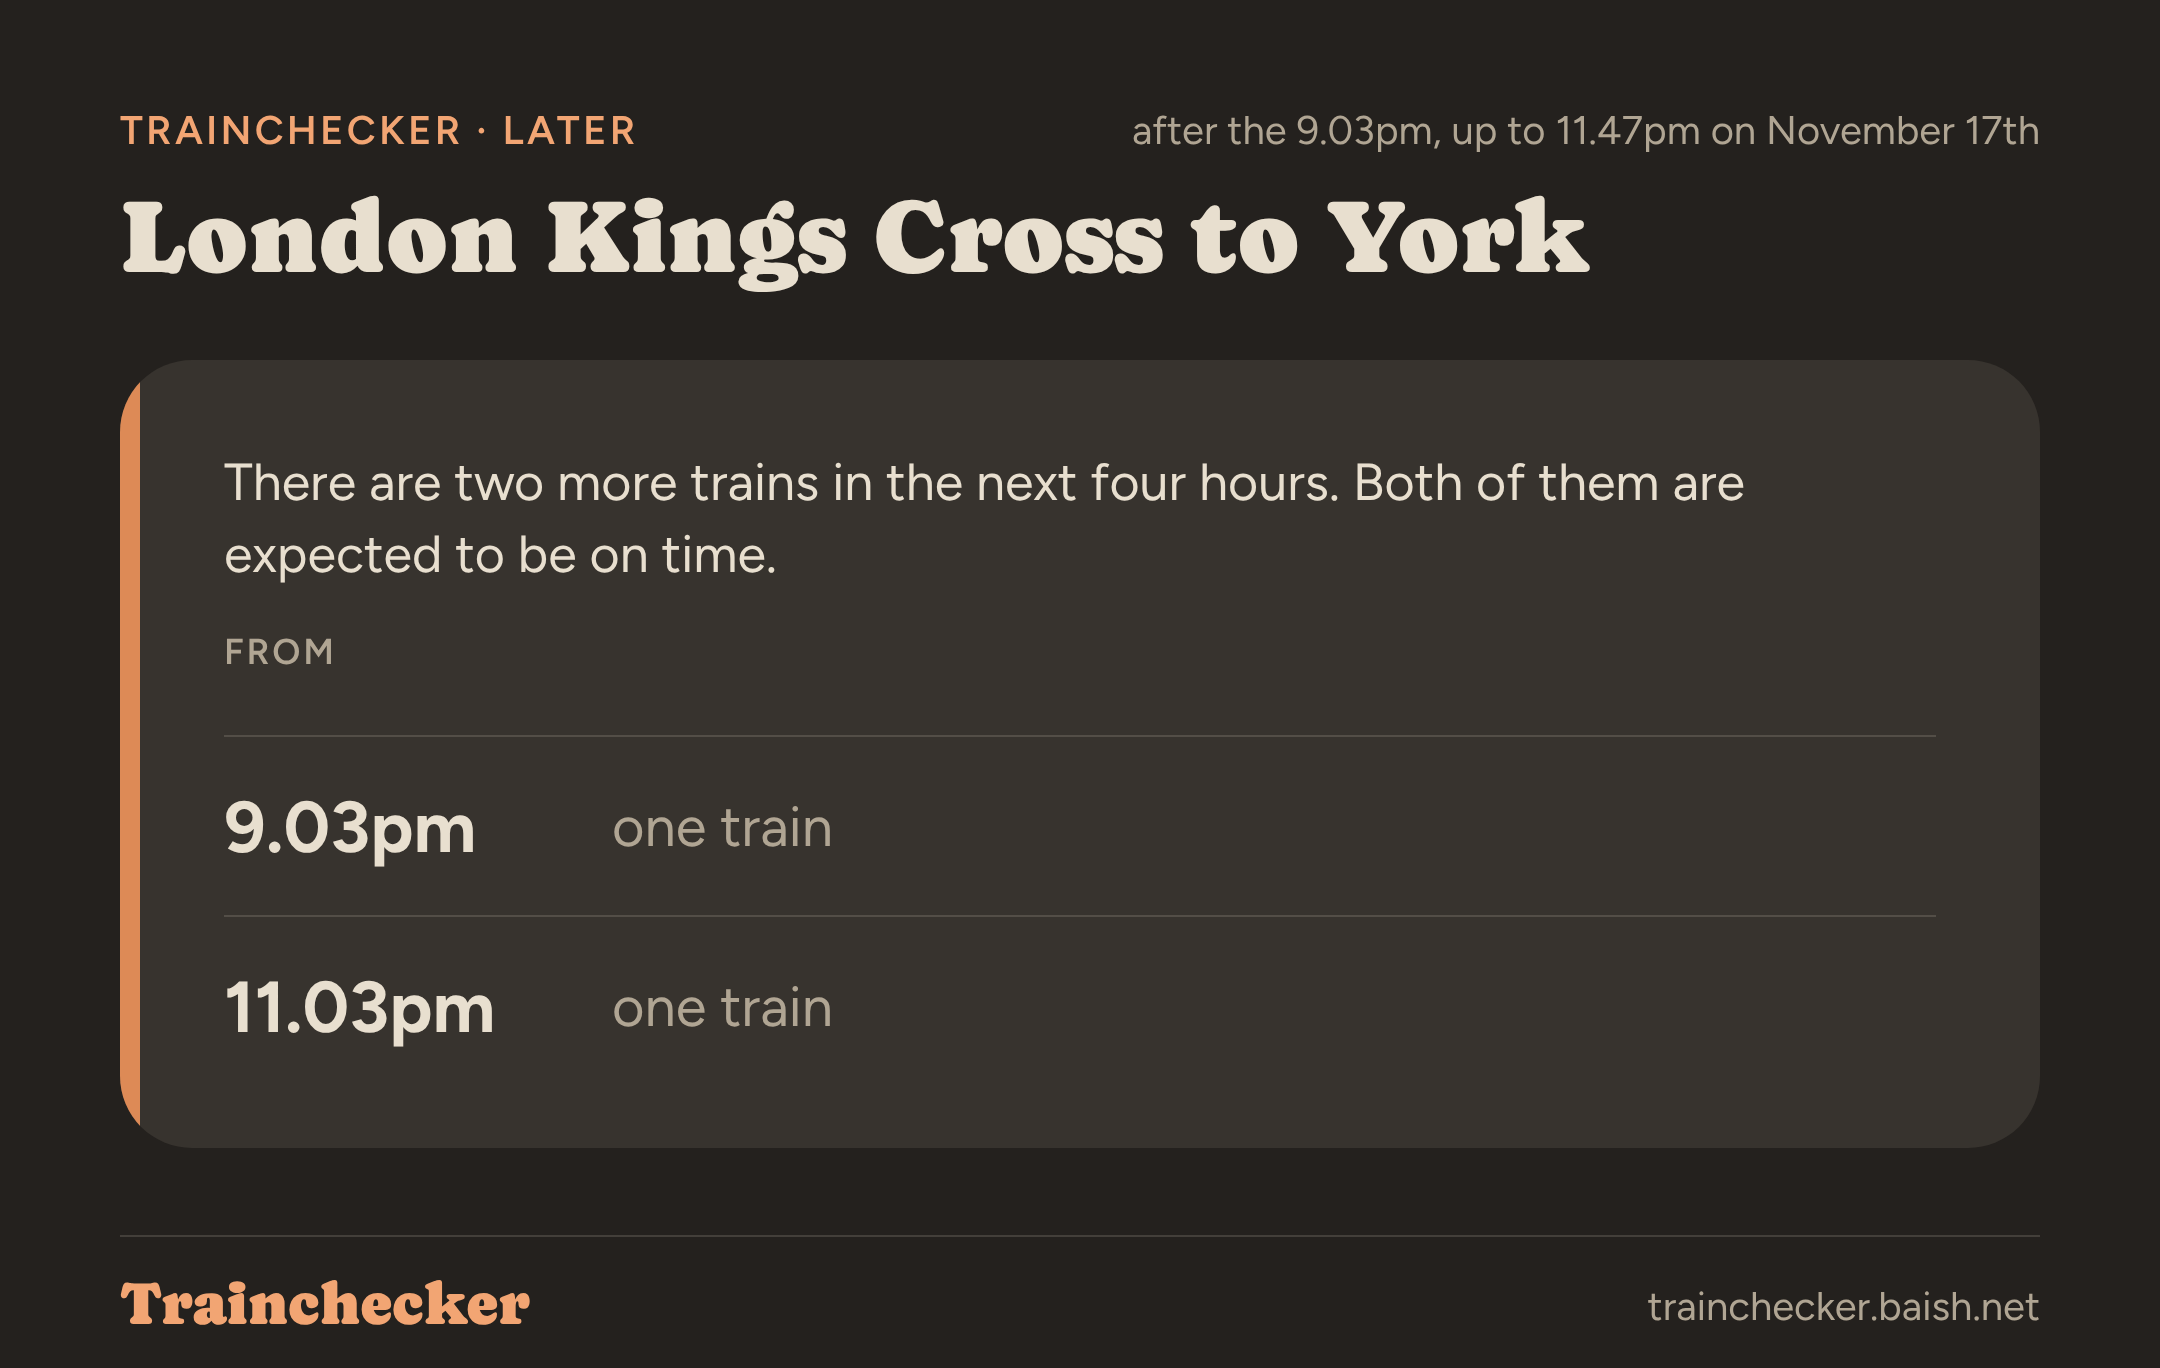 TRAINCHECKER · LATER
after the 9.03pm, up to 11.47pm on November 17th
London Kings Cross to York
There are two more trains in the next four hours. Both of them are
expected to be on time.
FROM
9.03pm one train
11.03pm one train
Trainchecker
trainchecker.baish.net